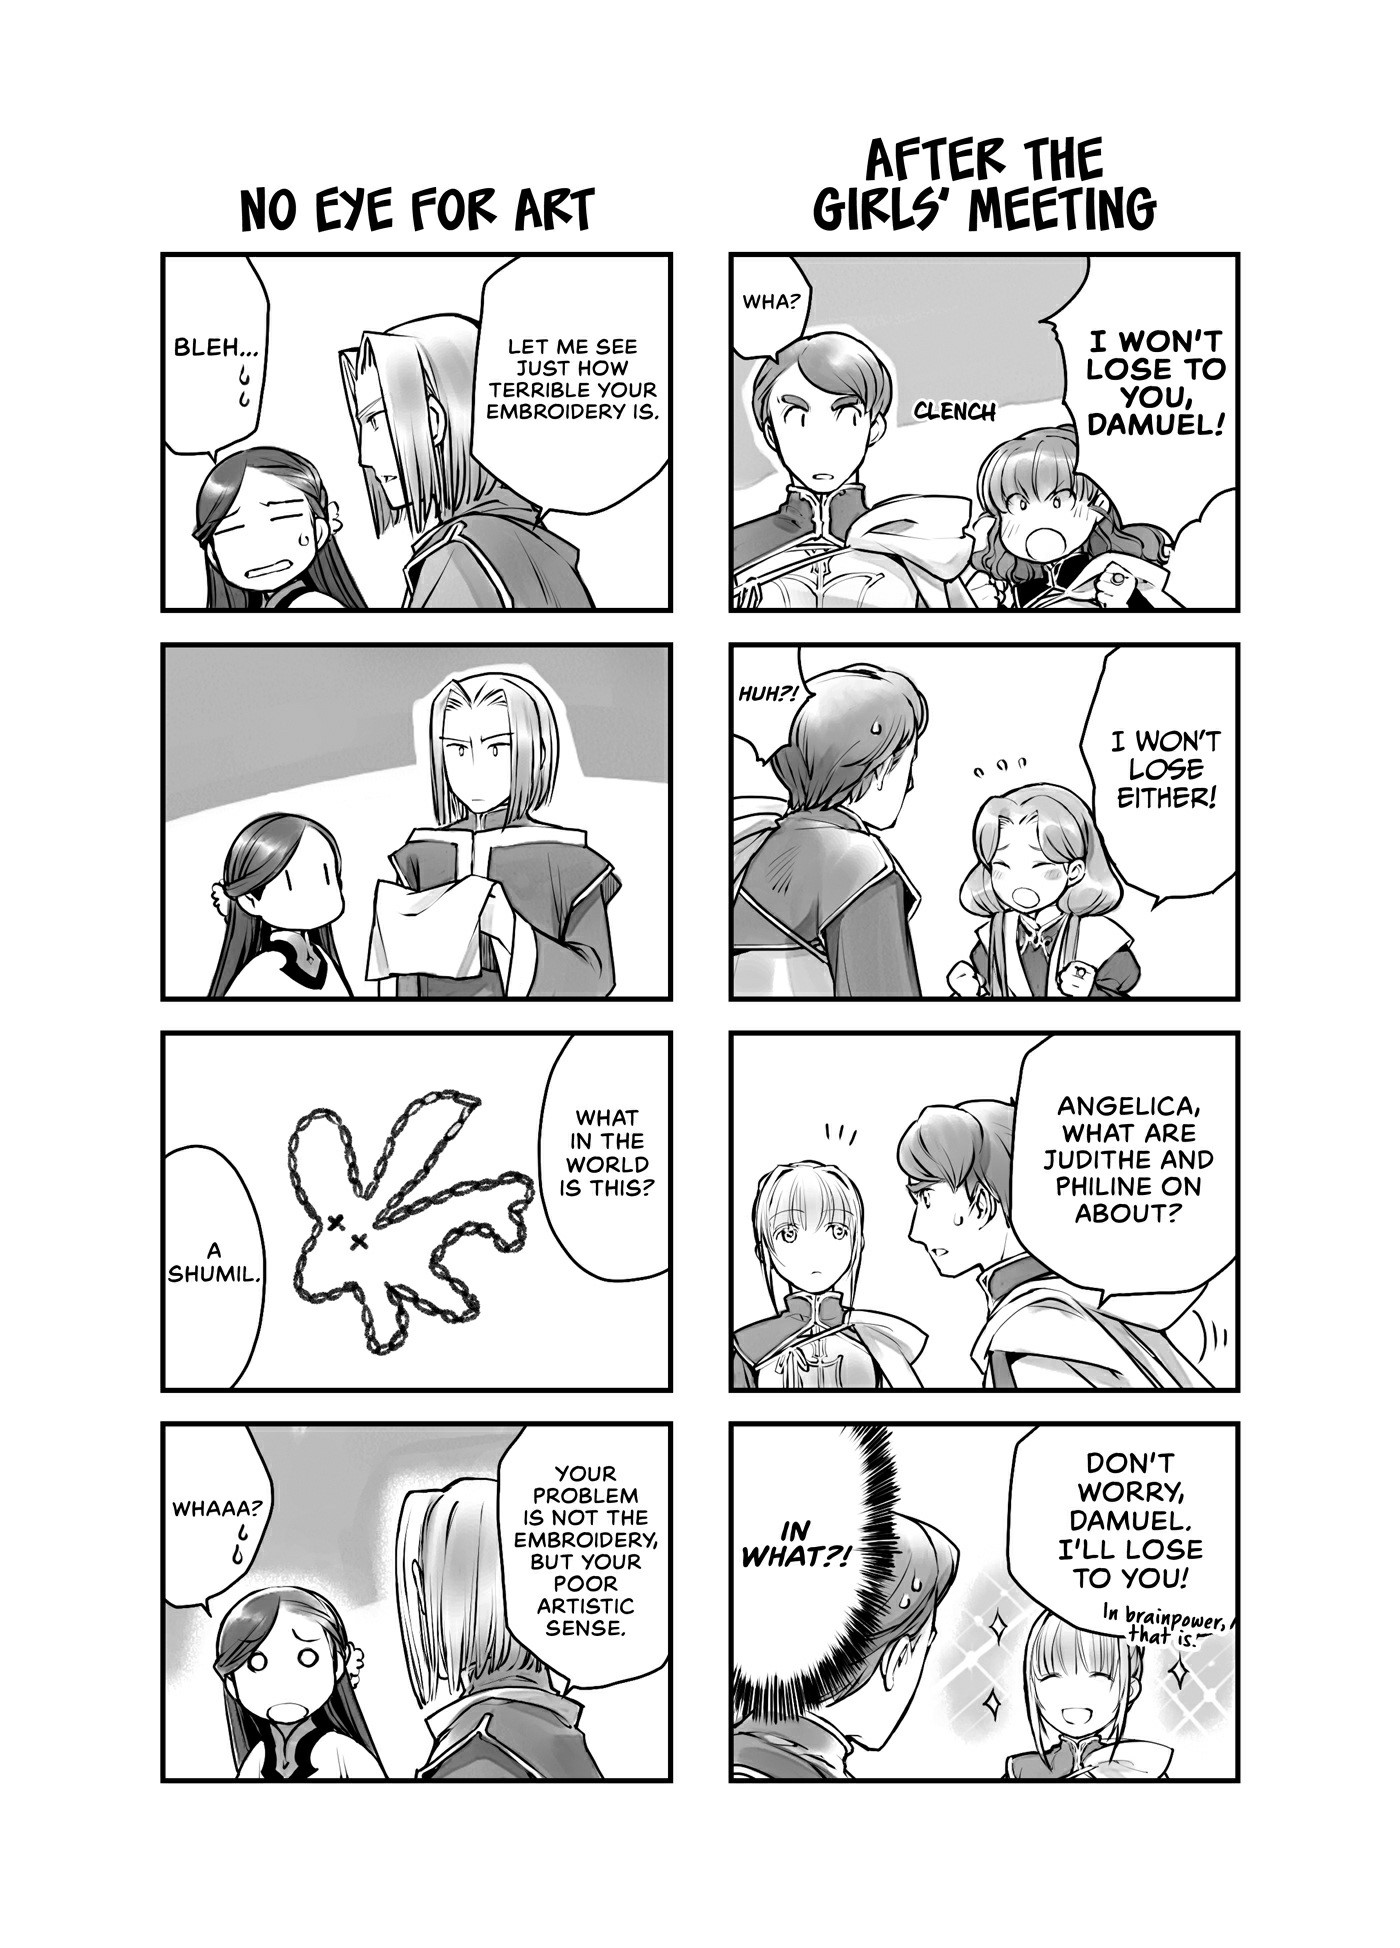 AFTER THE
GIRLS' MEETING
I WON'T
LOSE TO
YOU,
DAMUEL!
CLENCH
WHA?
I WON'T
LOSE
EITHER!
HUH?!
ANGELICA,
WHAT ARE
JUDITHE AND
PHILINE ON
ABOUT?
DON'T
WORRY,
DAMUEL.
I'LL LOSE
TO YOU!
In brainpower,
that is.
IN
WHAT?!
NO EYE FOR ART
LET ME SEE
JUST HOW
TERRIBLE YOUR
EMBROIDERY IS.
BLEH...
WHAT
IN THE
WORLD
IS THIS?
A
SHUMIL.
YOUR
PROBLEM
IS NOT THE
EMBROIDERY,
BUT YOUR
POOR
ARTISTIC
SENSE.
WHAAA?